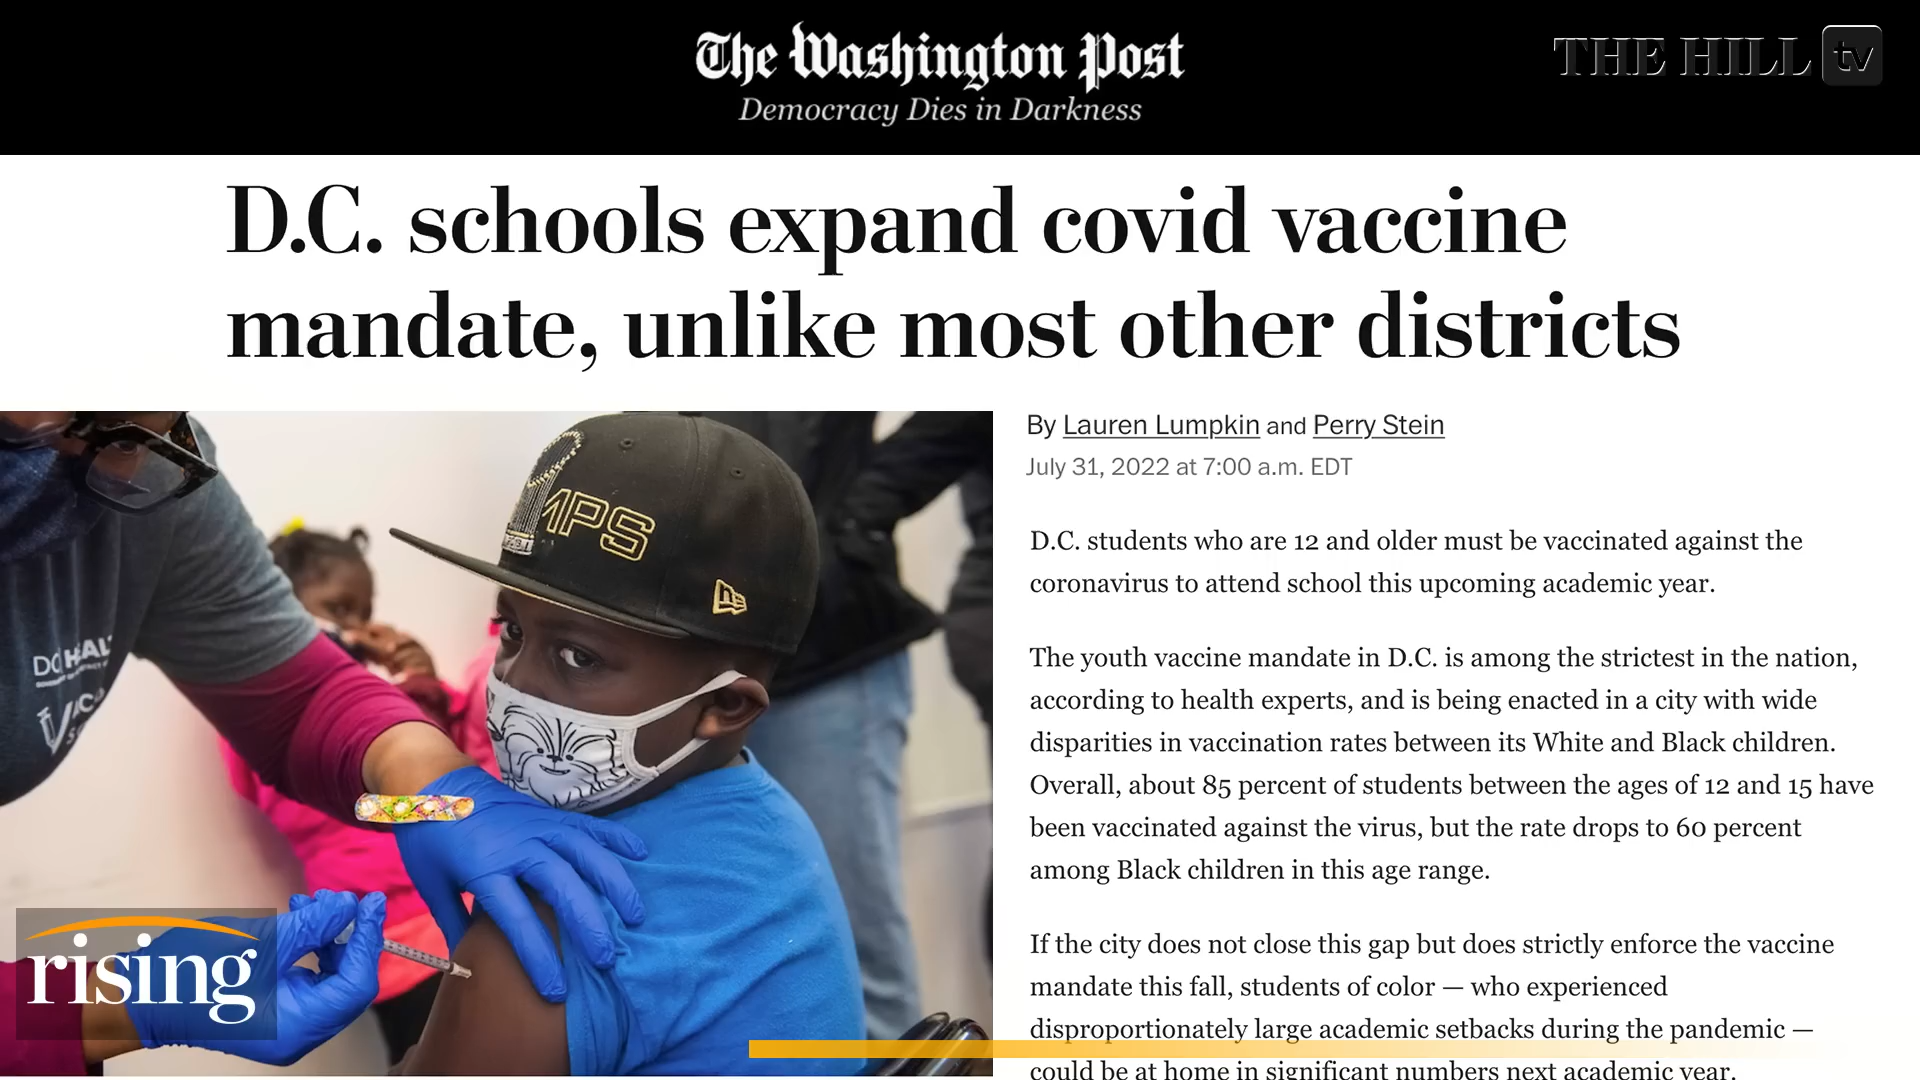 The Washington Post
Democracy Dies in Darkness
THE HILL tv
D.C. schools expand covid vaccine
mandate, unlike most other districts
By Lauren Lumpkin and Perry Stein
July 31, 2022 at 7:00 a.m. EDT
D.C. students who are 12 and older must be vaccinated against the
coronavirus to attend school this upcoming academic year.
The youth vaccine mandate in D.C. is among the strictest in the nation,
according to health experts, and is being enacted in a city with wide
disparities in vaccination rates between its White and Black children.
Overall, about 85 percent of students between the ages of 12 and 15 have
been vaccinated against the virus, but the rate drops to 60 percent
among Black children in this age range.
If the city does not close this gap but does strictly enforce the vaccine
mandate this fall, students of color — who experienced
disproportionately large academic setbacks during the pandemic —
could be at home in significant numbers next academic year.
MPS
DC HEAL
rising